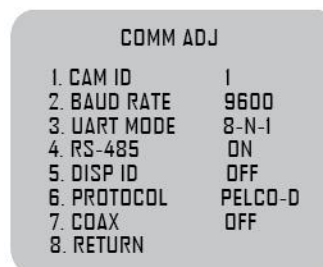 COMM ADJ
1. CAM ID 1
2. BAUD RATE 9600
3. UART MODE 8-N-1
4. RS-485 ON
5. DISP ID OFF
6. PROTOCOL PELCO-D
7. COAX OFF
8. RETURN